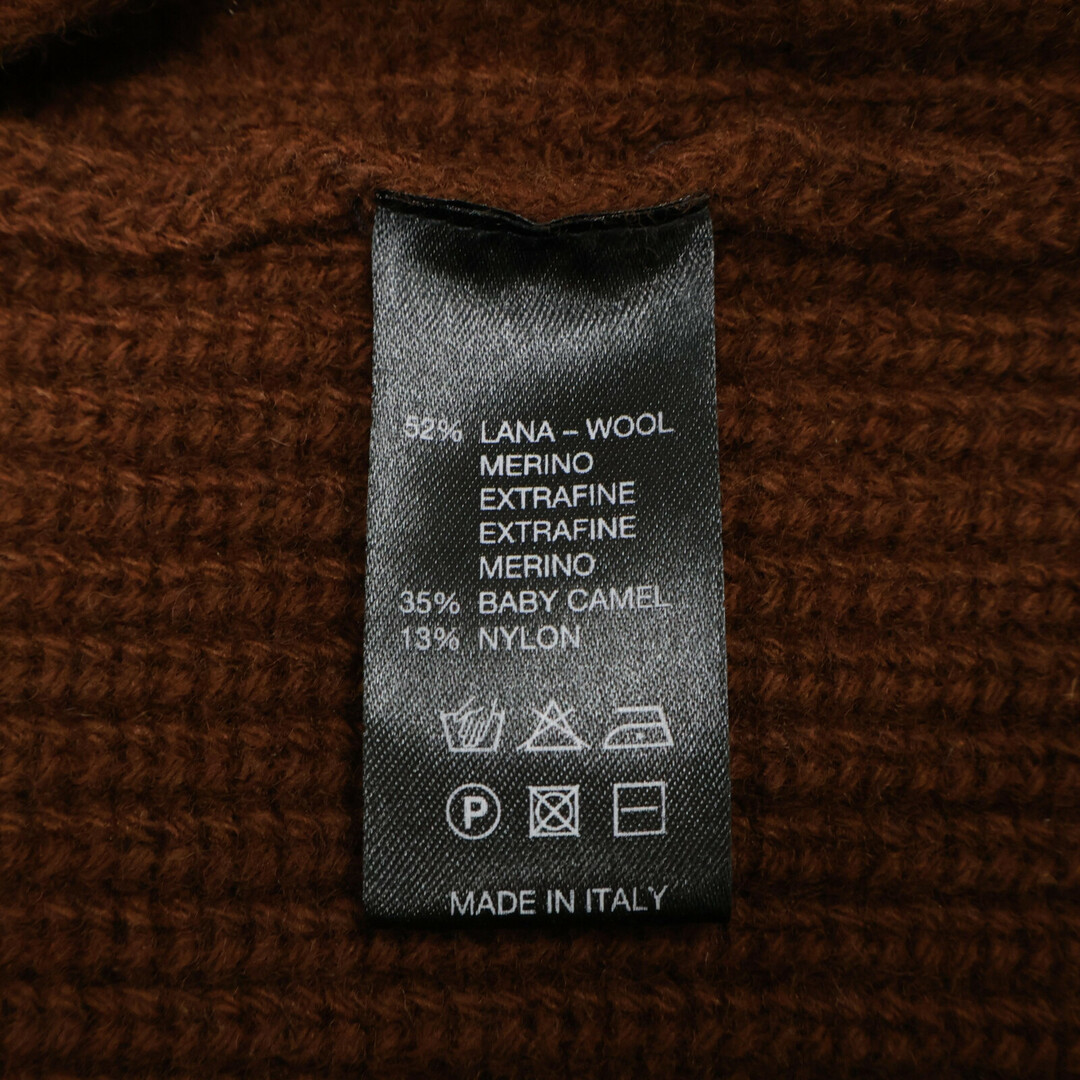 52% LANA – WOOL
MERINO
EXTRAFINE
EXTRAFINE
MERINO
35% BABY CAMEL
13% NYLON
P
MADE IN ITALY